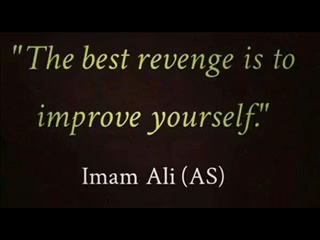 "The best revenge is to
improve yourself."
Imam Ali (AS)